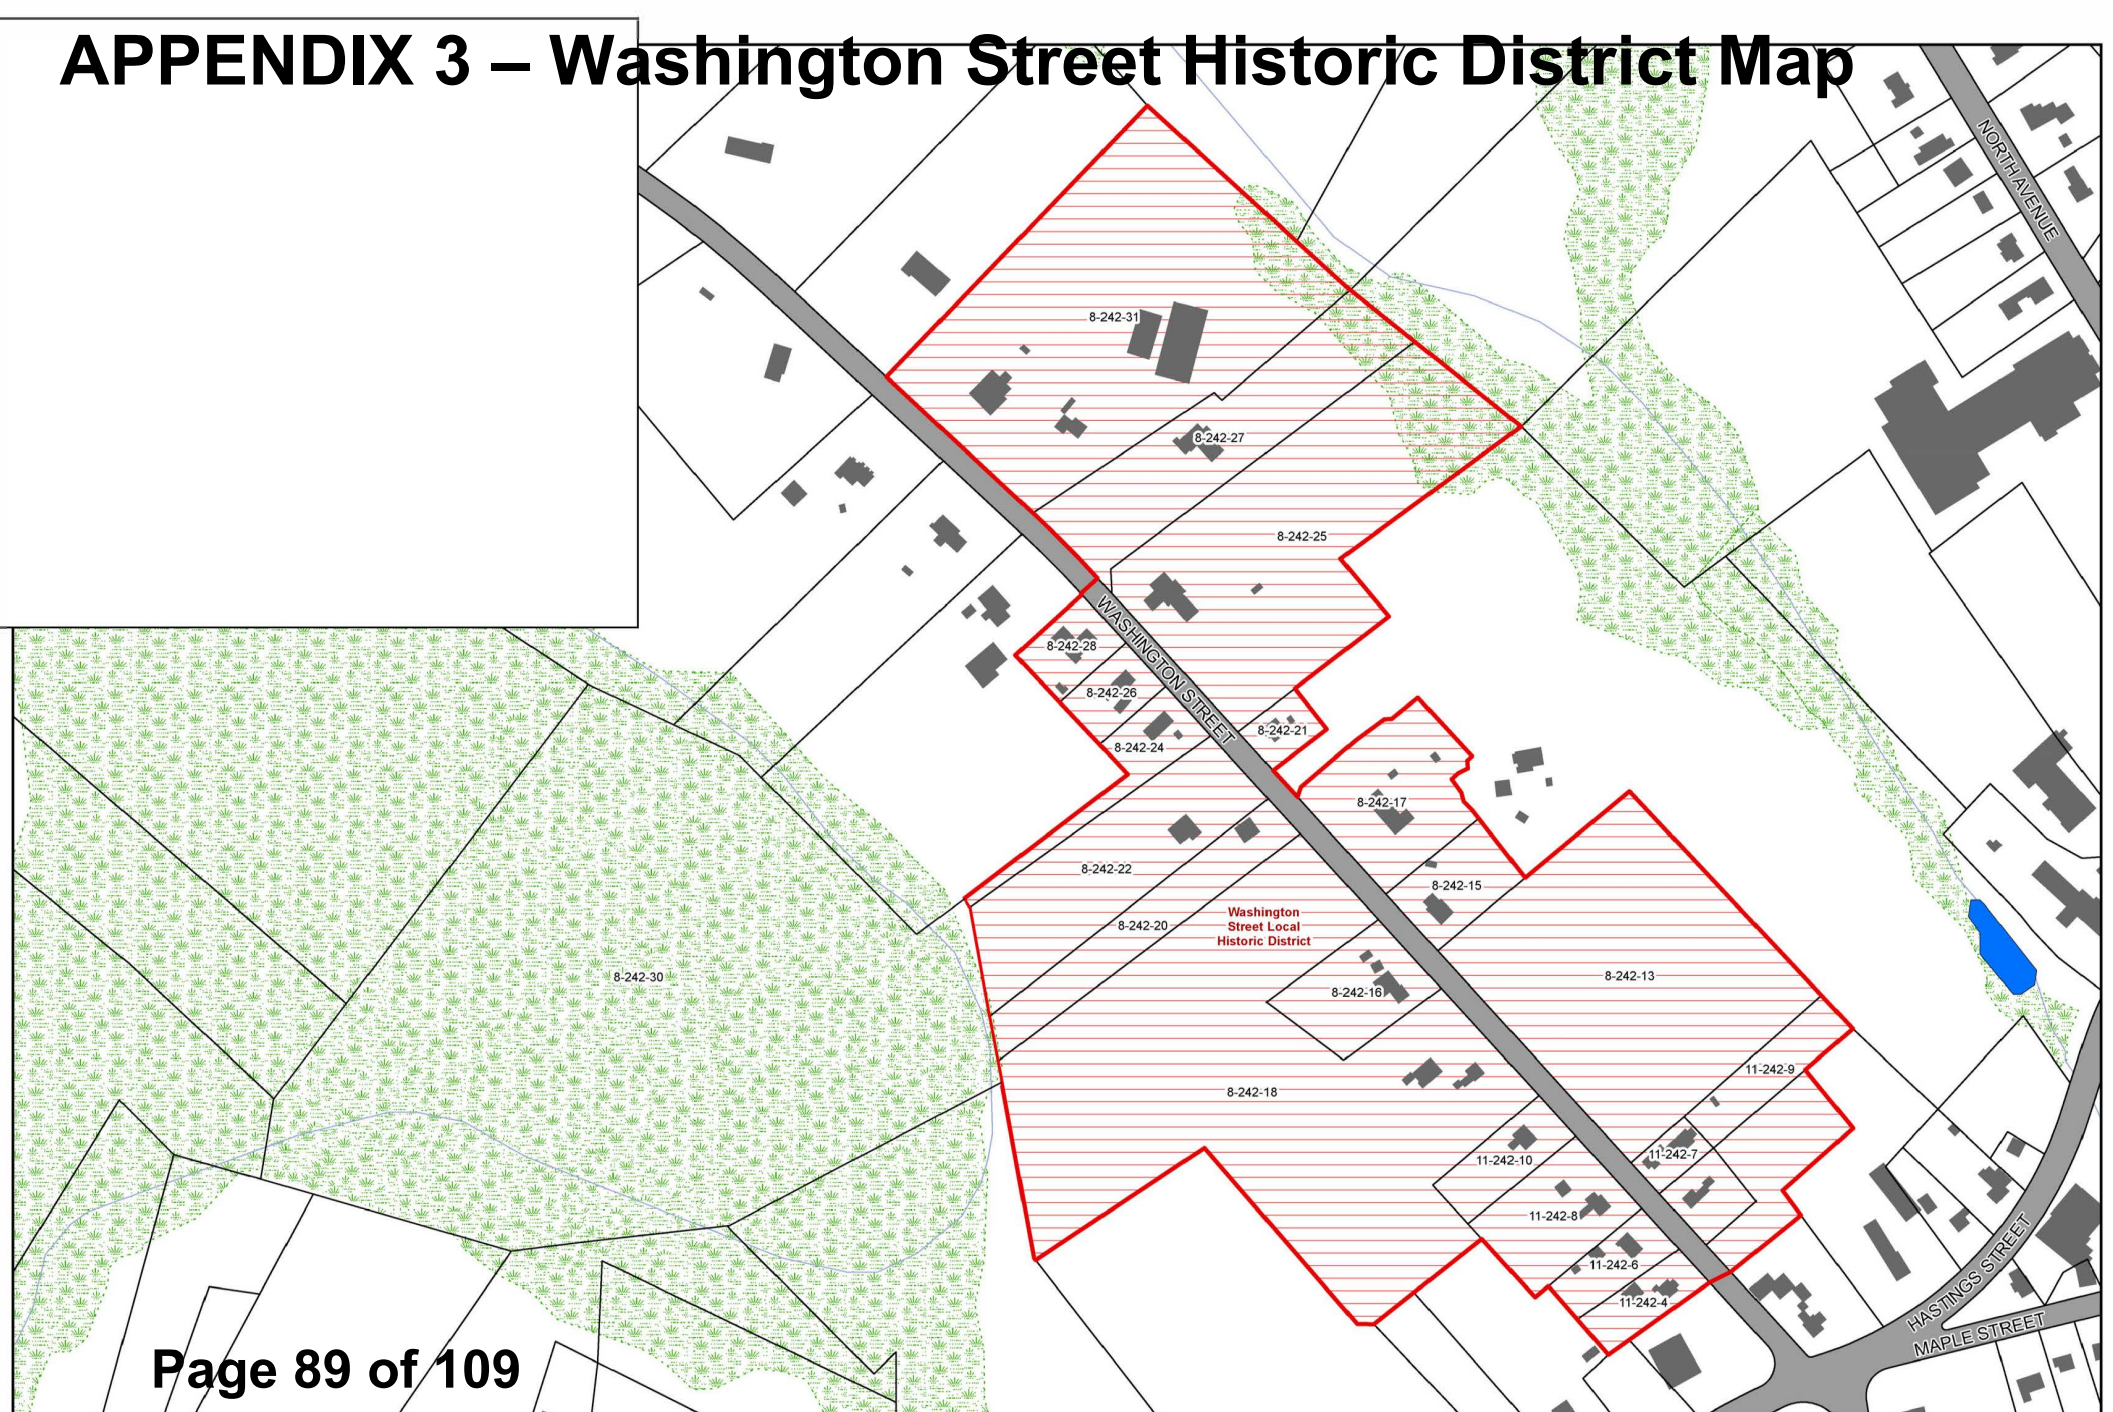 APPENDIX 3 – Washington Street Historic District Map
NORTH AVENUE
8-242-31
8-242-27
8-242-25
WASHINGTON STREET
8-242-28
8-242-26
8-242-21
8-242-24
8-242-17
8-242-22
8-242-15
8-242-20
Washington
Street Local
Historic District
8-242-30
8-242-13
8-242-16
11-242-9
8-242-18
11-242-7
11-242-10
11-242-8
11-242-6
11-242-4
HASTINGS STREET
MAPLE STREET
Page 89 of 109